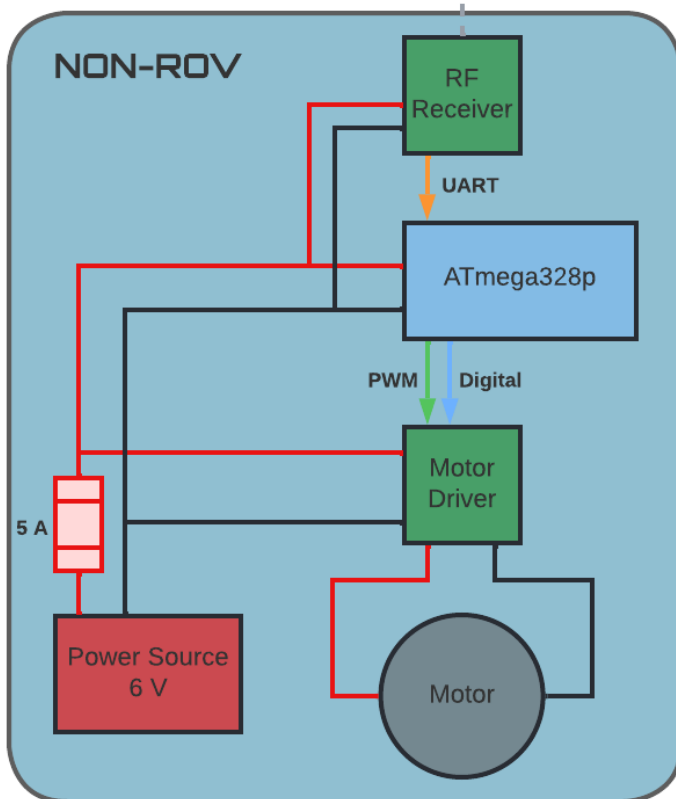 NON-ROV
RF
Receiver
UART
ATmega328p
PWM
Digital
Motor
Driver
5 A
Power Source
6 V
Motor